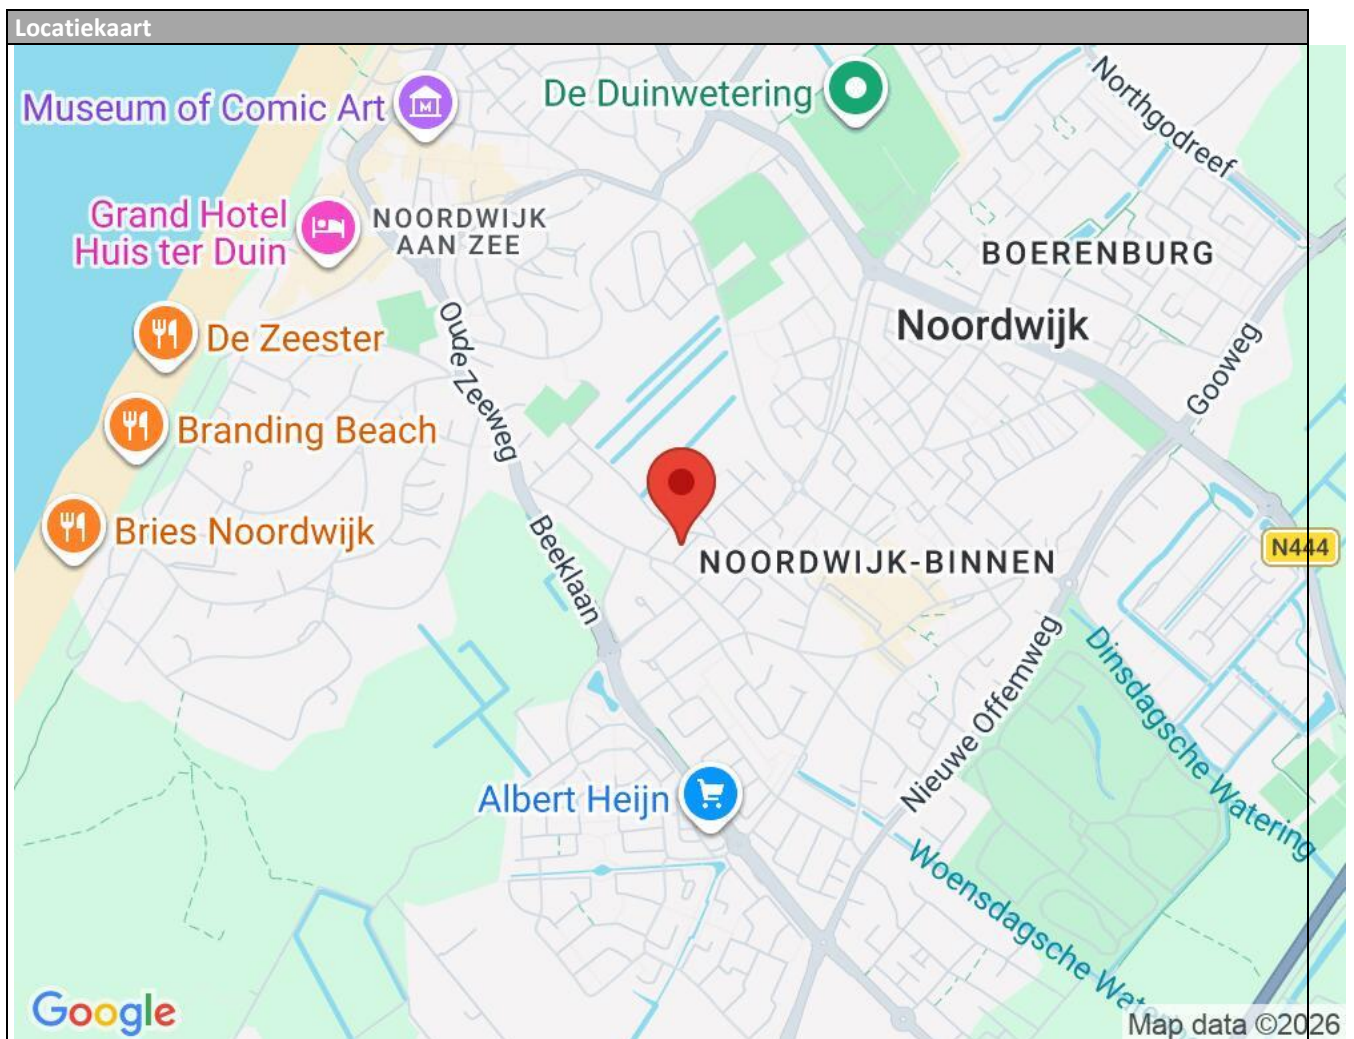 Locatiekaart
Museum of Comic Art
De Duinwetering
Northgodreef
Grand Hotel
Huis ter Duin
NOORDWIJK
AAN ZEE
BOERENBURG
Noordwijk
De Zeester
Oude Zeeweg
Gooweg
Branding Beach
Bries Noordwijk
Beeklaan
NOORDWIJK-BINNEN
N444
Nieuwe Offemweg
Dinsdagsche Watering
Albert Heijn
Woensdagsche
Google
Map data ©2026